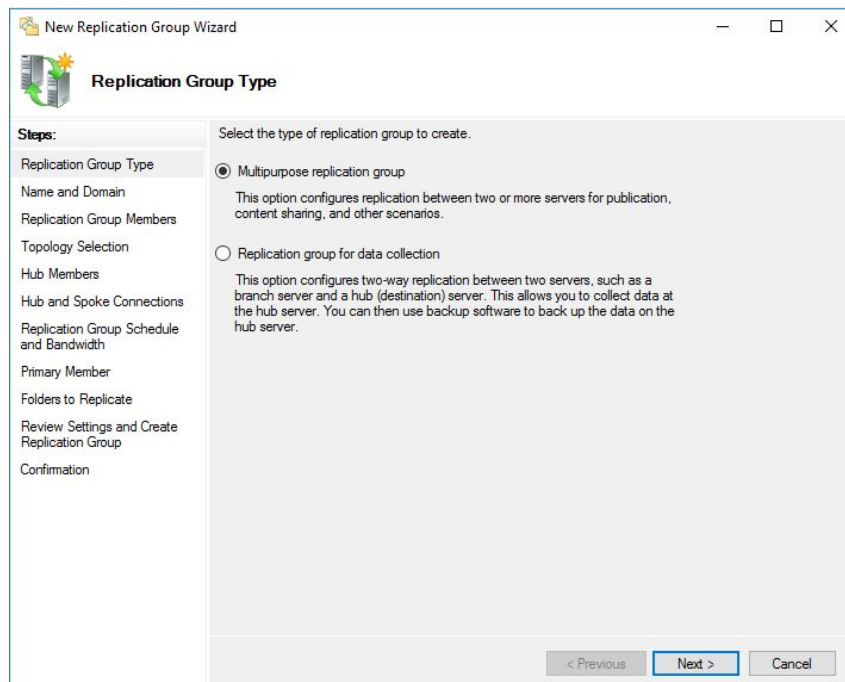 New Replication Group Wizard
Replication Group Type
Steps:
Replication Group Type
Name and Domain
Replication Group Members
Topology Selection
Hub Members
Hub and Spoke Connections
Replication Group Schedule
and Bandwidth
Primary Member
Folders to Replicate
Review Settings and Create
Replication Group
Confirmation
Select the type of replication group to create.
Multipurpose replication group
This option configures replication between two or more servers for publication,
content sharing, and other scenarios.
Replication group for data collection
This option configures two-way replication between two servers, such as a
branch server and a hub (destination) server. This allows you to collect data at
the hub server. You can then use backup software to back up the data on the
hub server.
< Previous
Next >
Cancel